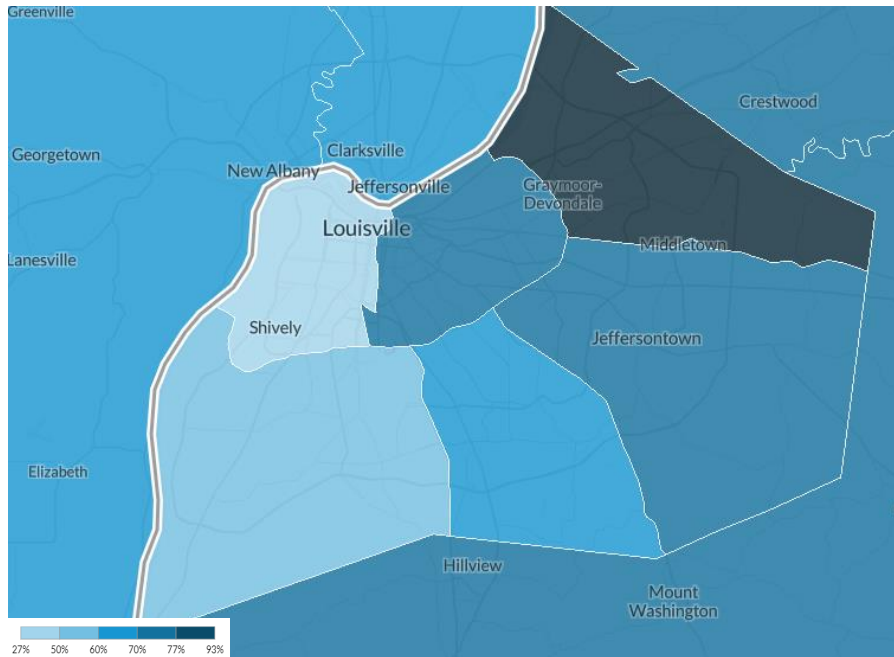 Greenville
Crestwood
Clarksville
Georgetown
New Albany
Jeffersonville
Graymoor-
Devondale
Louisville
Middletown
Lanesville
Shively
Jeffersontown
Elizabeth
Hillview
Mount
Washington
27% 50% 60% 70% 77% 93%